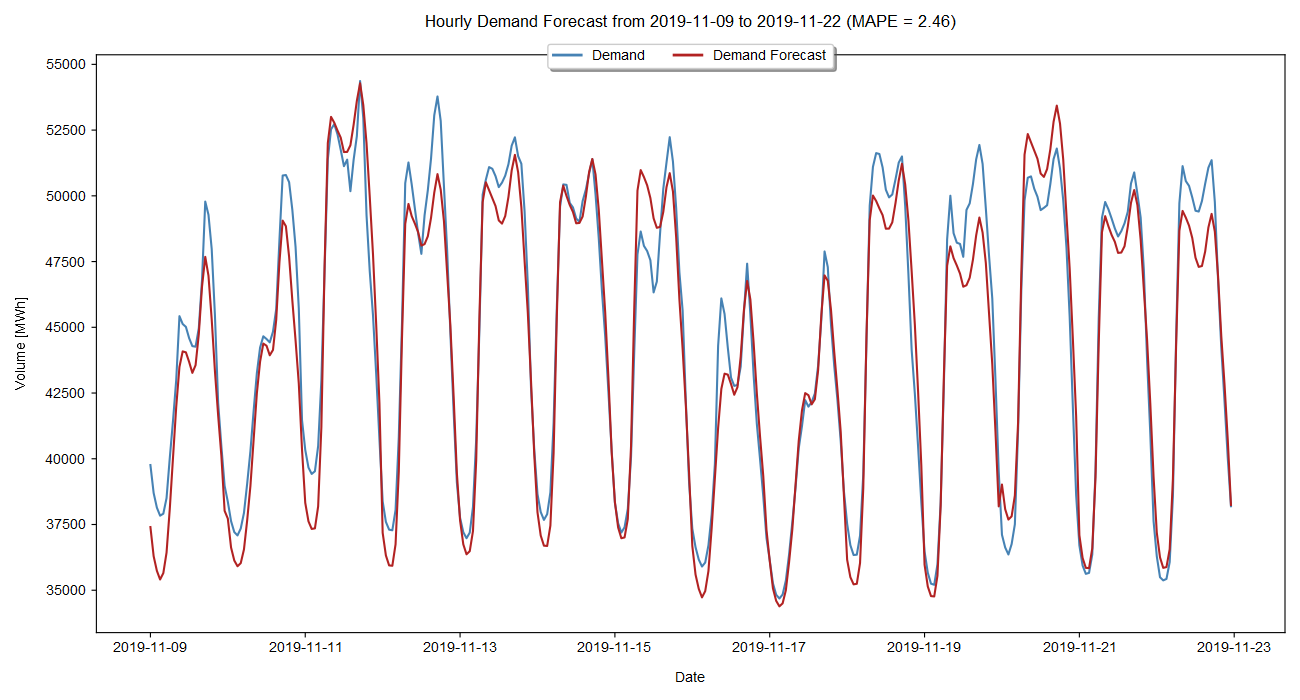 Hourly Demand Forecast from 2019-11-09 to 2019-11-22 (MAPE = 2.46)
Demand Demand Forecast
55000
52500
50000
47500
45000
42500
40000
37500
35000
Volume [MWh]
2019-11-09 2019-11-11 2019-11-13 2019-11-15 2019-11-17 2019-11-19 2019-11-21 2019-11-23
Date